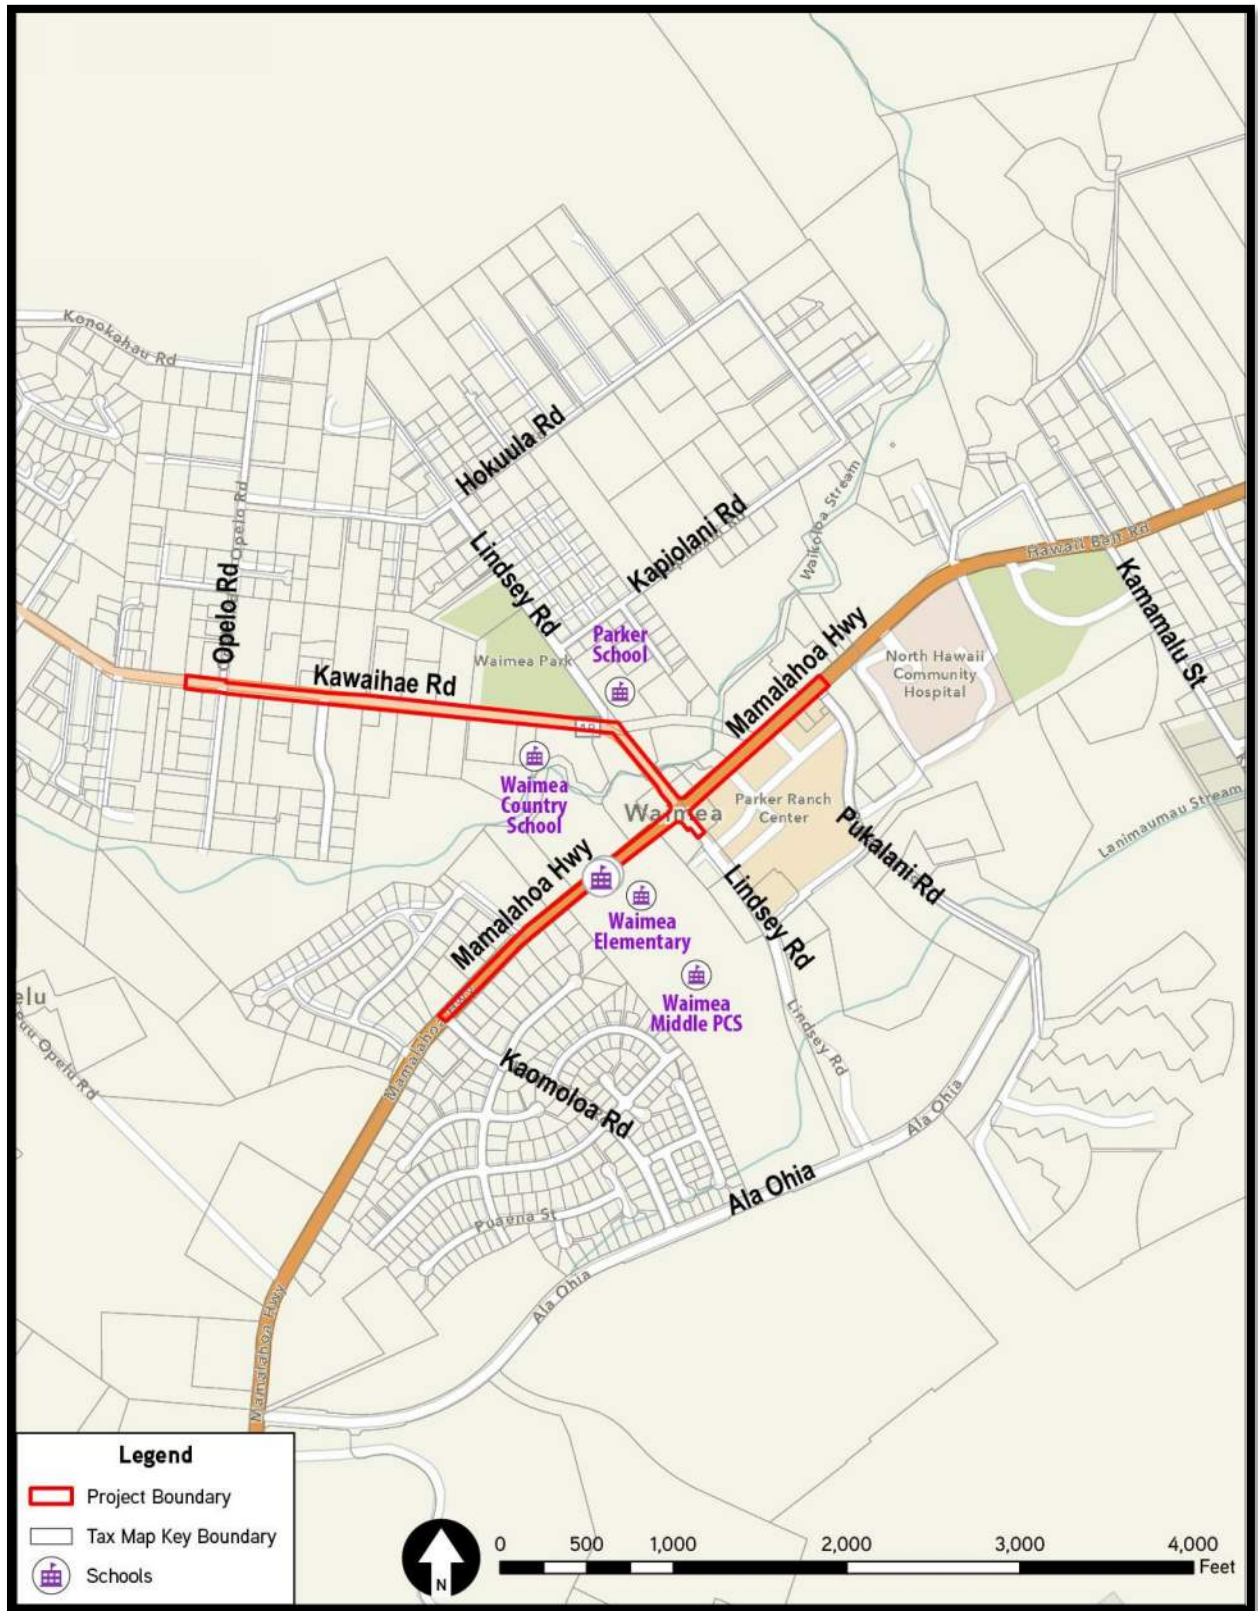 Konokohau Rd
Hokuula Rd
Opelo Rd
Kapiolani Rd
Waikoloa Stream
Hawaii Belt Rd
Lindsey Rd
Opelo Rd
Kamamalu St
Parker
School
Waimea Park
Mamalahoa Hwy
North Hawaii
Community
Hospital
Kawaihae Rd
19
Waimea
Country
School
Waimea
Parker Ranch
Center
Pukalani Rd
Lanimaumau Stream
Mamalahoa Hwy
Lindsey Rd
Waimea
Elementary
elu
Puu Opelu Rd
Mamalahoa Hwy
Waimea
Middle PCS
Lindsey Rd
Kaomoloa Rd
Ala Ohia
Ala Ohia
Puaena St
Ala Ohia
Mamalahoa Hwy
Legend
Project Boundary
Tax Map Key Boundary
Schools
N
0 500 1,000 2,000 3,000 4,000
Feet